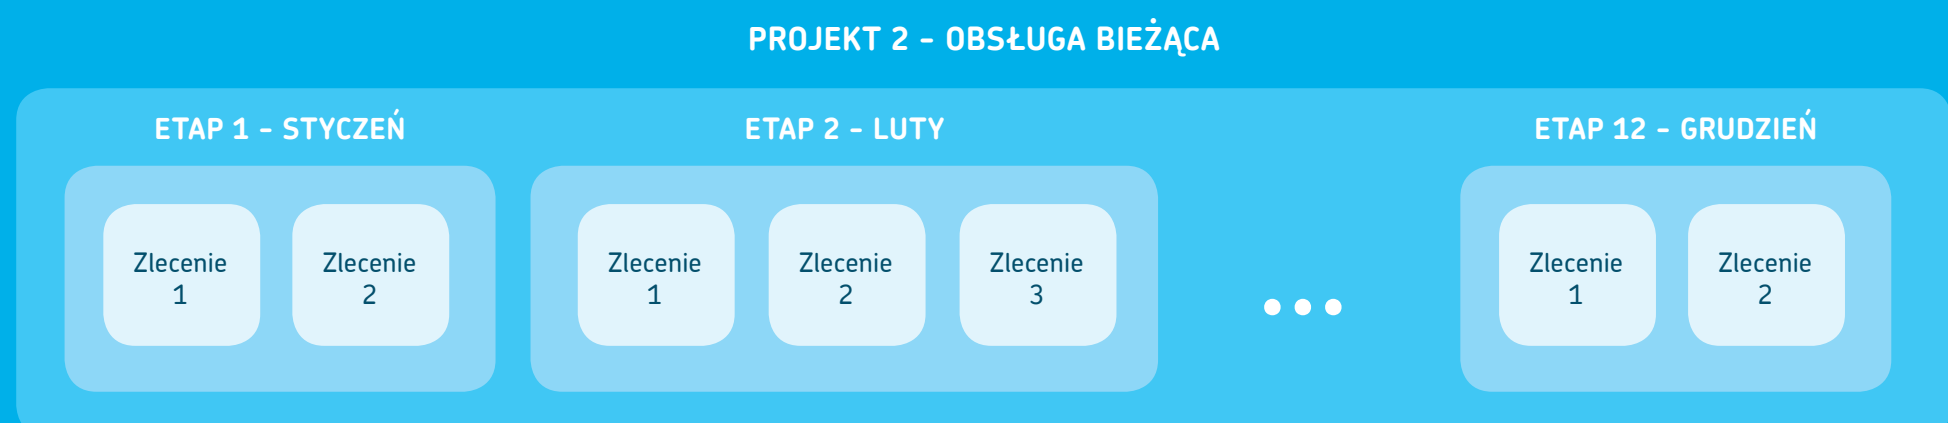 PROJEKT 2 – OBSŁUGA BIEŻĄCA
ETAP 1 – STYCZEŃ
Zlecenie
1
Zlecenie
2
ETAP 2 – LUTY
Zlecenie
1
Zlecenie
2
Zlecenie
3
...
ETAP 12 – GRUDZIEŃ
Zlecenie
1
Zlecenie
2